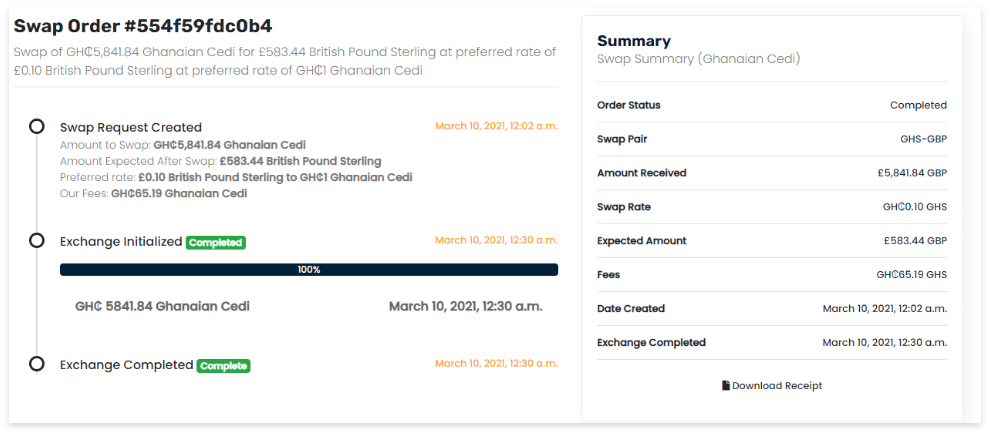 Swap Order #554f59fdc0b4
Swap of GH₵5,841.84 Ghanaian Cedi for £583.44 British Pound Sterling at preferred rate of
£0.10 British Pound Sterling at preferred rate of GH₵1 Ghanaian Cedi
Swap Request Created March 10, 2021, 12:02 a.m.
Amount to Swap: GH₵5,841.84 Ghanaian Cedi
Amount Expected After Swap: £583.44 British Pound Sterling
Preferred rate: £0.10 British Pound Sterling to GH₵1 Ghanaian Cedi
Our Fees: GH₵65.19 Ghanaian Cedi
Exchange Initialized Completed March 10, 2021, 12:30 a.m.
100%
GH₵ 5841.84 Ghanaian Cedi March 10, 2021, 12:30 a.m.
Exchange Completed Complete March 10, 2021, 12:30 a.m.
Summary
Swap Summary (Ghanaian Cedi)
Order Status Completed
Swap Pair GHS-GBP
Amount Received £5,841.84 GBP
Swap Rate GH₵0.10 GHS
Expected Amount £583.44 GBP
Fees GH₵65.19 GHS
Date Created March 10, 2021, 12:02 a.m.
Exchange Completed March 10, 2021, 12:30 a.m.
Download Receipt